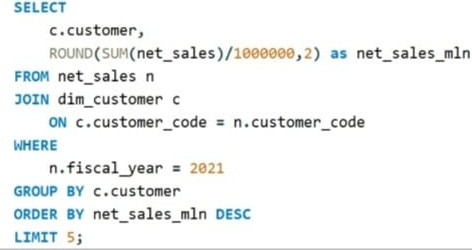 SELECT
c.customer,
ROUND(SUM(net_sales)/1000000,2) as net_sales_mln
FROM net_sales n
JOIN dim_customer c
ON c.customer_code = n.customer_code
WHERE
n.fiscal_year = 2021
GROUP BY c.customer
ORDER BY net_sales_mln DESC
LIMIT 5;